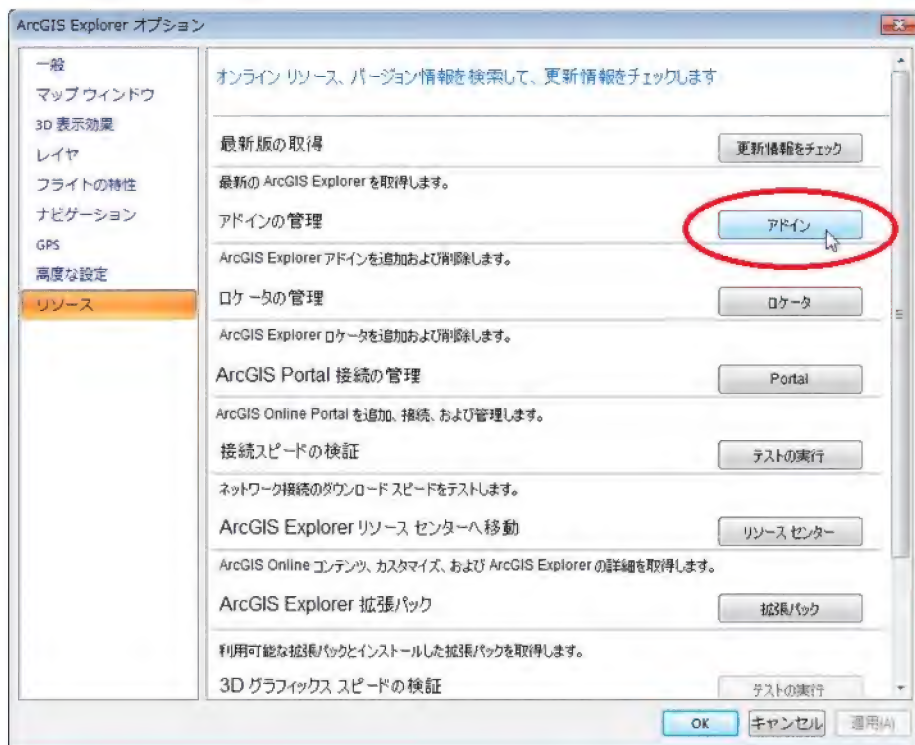 ArcGIS Explorer オプション
一般
マップ ウィンドウ
3D 表示効果
レイヤ
フライトの特性
ナビゲーション
GPS
高度な設定
リソース
オンライン リソース、バージョン情報を検索して、更新情報をチェックします
最新版の取得
更新情報をチェック
最新の ArcGIS Explorer を取得します。
アドインの管理
アドイン
ArcGIS Explorer アドインを追加および削除します。
ロケータの管理
ロケータ
ArcGIS Explorer ロケータを追加および削除します。
ArcGIS Portal 接続の管理
Portal
ArcGIS Online Portal を追加、接続、および管理します。
接続スピードの検証
テストの実行
ネットワーク接続のダウンロード スピードをテストします。
ArcGIS Explorer リソース センターへ移動
リソース センター
ArcGIS Online コンテンツ、カスタマイズ、および ArcGIS Explorer の詳細を取得します。
ArcGIS Explorer 拡張パック
拡張パック
利用可能な拡張パックとインストールした拡張パックを取得します。
3D グラフィックス スピードの検証
テストの実行
OK
キャンセル
適用(A)